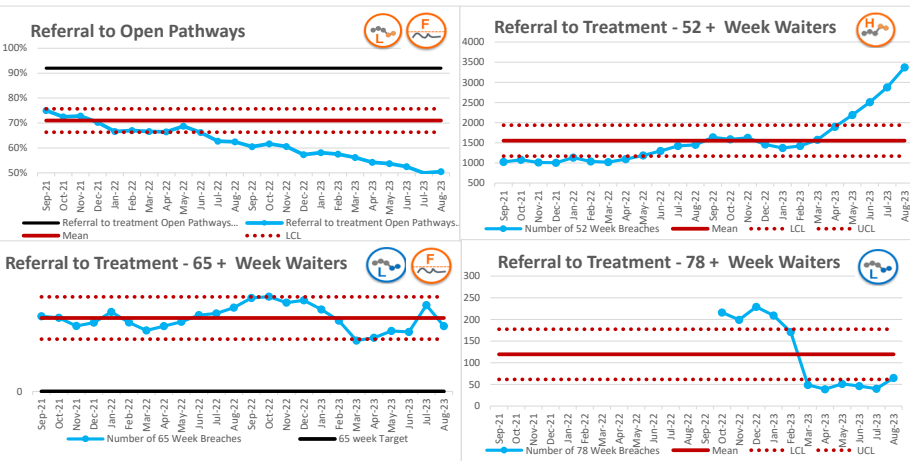 Referral to Open Pathways
L
F
100%
90%
80%
70%
60%
50%
Sep-21
Oct-21
Nov-21
Dec-21
Jan-22
Feb-22
Mar-22
Apr-22
May-22
Jun-22
Jul-22
Aug-22
Sep-22
Oct-22
Nov-22
Dec-22
Jan-23
Feb-23
Mar-23
Apr-23
May-23
Jun-23
Jul-23
Aug-23
Referral to treatment Open Pathways...
Referral to treatment Open Pathways..
Mean
LCL
Referral to Treatment - 52 + Week Waiters
H
4000
3500
3000
2500
2000
1500
1000
500
Sep-21
Oct-21
Nov-21
Dec-21
Jan-22
Feb-22
Mar-22
Apr-22
May-22
Jun-22
Jul-22
Aug-22
Sep-22
Oct-22
Nov-22
Dec-22
Jan-23
Feb-23
Mar-23
Apr-23
May-23
Jun-23
Jul-23
Aug-23
Number of 52 Week Breaches
Mean
LCL
UCL
Referral to Treatment - 65 + Week Waiters
L
F
0
Sep-21
Oct-21
Nov-21
Dec-21
Jan-22
Feb-22
Mar-22
Apr-22
May-22
Jun-22
Jul-22
Aug-22
Sep-22
Oct-22
Nov-22
Dec-22
Jan-23
Feb-23
Mar-23
Apr-23
May-23
Jun-23
Jul-23
Aug-23
Number of 65 Week Breaches
65 week Target
Referral to Treatment - 78 + Week Waiters
L
300
250
200
150
100
50
0
Sep-21
Oct-21
Nov-21
Dec-21
Jan-22
Feb-22
Mar-22
Apr-22
May-22
Jun-22
Jul-22
Aug-22
Sep-22
Oct-22
Nov-22
Dec-22
Jan-23
Feb-23
Mar-23
Apr-23
May-23
Jun-23
Jul-23
Aug-23
Number of 78 Week Breaches
Mean
LCL
UCL